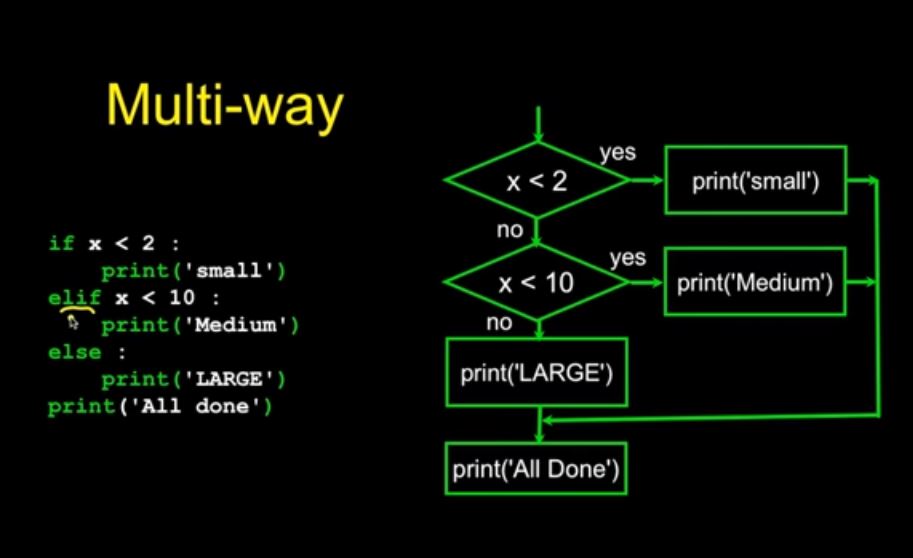 Multi-way
if x < 2 :
    print('small')
elif x < 10 :
    print('Medium')
else :
    print('LARGE')
print('All done')
x < 2
yes
print('small')
no
x < 10
yes
print('Medium')
no
print('LARGE')
print('All Done')